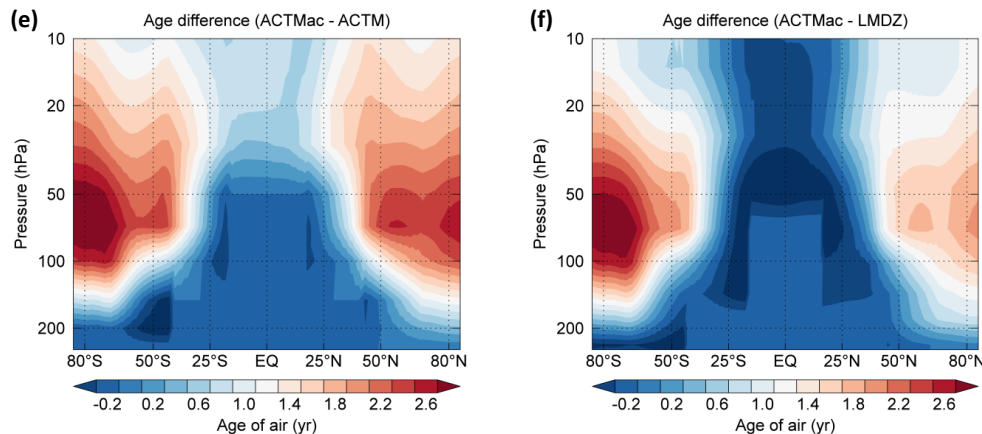 (e) Age difference (ACTMac - ACTM)
10
20
50
100
200
Pressure (hPa)
80°S 50°S 25°S EQ 25°N 50°N 80°N
-0.2 0.2 0.6 1.0 1.4 1.8 2.2 2.6
Age of air (yr)
(f) Age difference (ACTMac - LMDZ)
10
20
50
100
200
Pressure (hPa)
80°S 50°S 25°S EQ 25°N 50°N 80°N
-0.2 0.2 0.6 1.0 1.4 1.8 2.2 2.6
Age of air (yr)